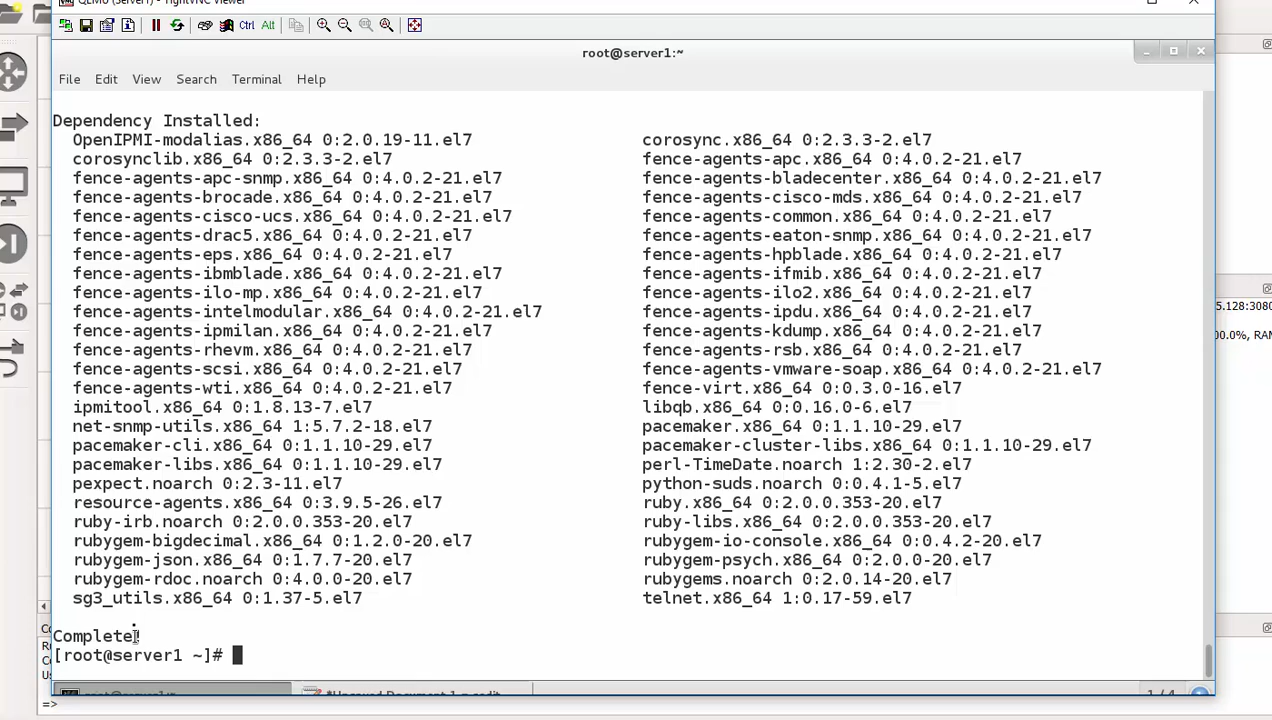 QEMU (Server1) - TightVNC Viewer
Ctrl Alt
root@server1:~
File Edit View Search Terminal Help
Dependency Installed:
OpenIPMI-modalias.x86_64 0:2.0.19-11.el7 corosync.x86_64 0:2.3.3-2.el7
corosynclib.x86_64 0:2.3.3-2.el7 fence-agents-apc.x86_64 0:4.0.2-21.el7
fence-agents-apc-snmp.x86_64 0:4.0.2-21.el7 fence-agents-bladecenter.x86_64 0:4.0.2-21.el7
fence-agents-brocade.x86_64 0:4.0.2-21.el7 fence-agents-cisco-mds.x86_64 0:4.0.2-21.el7
fence-agents-cisco-ucs.x86_64 0:4.0.2-21.el7 fence-agents-common.x86_64 0:4.0.2-21.el7
fence-agents-drac5.x86_64 0:4.0.2-21.el7 fence-agents-eaton-snmp.x86_64 0:4.0.2-21.el7
fence-agents-eps.x86_64 0:4.0.2-21.el7 fence-agents-hpblade.x86_64 0:4.0.2-21.el7
fence-agents-ibmblade.x86_64 0:4.0.2-21.el7 fence-agents-ifmib.x86_64 0:4.0.2-21.el7
fence-agents-ilo-mp.x86_64 0:4.0.2-21.el7 fence-agents-ilo2.x86_64 0:4.0.2-21.el7
fence-agents-intelmodular.x86_64 0:4.0.2-21.el7 fence-agents-ipdu.x86_64 0:4.0.2-21.el7
fence-agents-ipmilan.x86_64 0:4.0.2-21.el7 fence-agents-kdump.x86_64 0:4.0.2-21.el7
fence-agents-rhevm.x86_64 0:4.0.2-21.el7 fence-agents-rsb.x86_64 0:4.0.2-21.el7
fence-agents-scsi.x86_64 0:4.0.2-21.el7 fence-agents-vmware-soap.x86_64 0:4.0.2-21.el7
fence-agents-wti.x86_64 0:4.0.2-21.el7 fence-virt.x86_64 0:0.3.0-16.el7
ipmitool.x86_64 0:1.8.13-7.el7 libqb.x86_64 0:0.16.0-6.el7
net-snmp-utils.x86_64 1:5.7.2-18.el7 pacemaker.x86_64 0:1.1.10-29.el7
pacemaker-cli.x86_64 0:1.1.10-29.el7 pacemaker-cluster-libs.x86_64 0:1.1.10-29.el7
pacemaker-libs.x86_64 0:1.1.10-29.el7 perl-TimeDate.noarch 1:2.30-2.el7
pexpect.noarch 0:2.3-11.el7 python-suds.noarch 0:0.4.1-5.el7
resource-agents.x86_64 0:3.9.5-26.el7 ruby.x86_64 0:2.0.0.353-20.el7
ruby-irb.noarch 0:2.0.0.353-20.el7 ruby-libs.x86_64 0:2.0.0.353-20.el7
rubygem-bigdecimal.x86_64 0:1.2.0-20.el7 rubygem-io-console.x86_64 0:0.4.2-20.el7
rubygem-json.x86_64 0:1.7.7-20.el7 rubygem-psych.x86_64 0:2.0.0-20.el7
rubygem-rdoc.noarch 0:4.0.0-20.el7 rubygems.noarch 0:2.0.14-20.el7
sg3_utils.x86_64 0:1.37-5.el7 telnet.x86_64 1:0.17-59.el7
Complete!
[root@server1 ~]#
5.128:3080
00.0%, RAM
=>